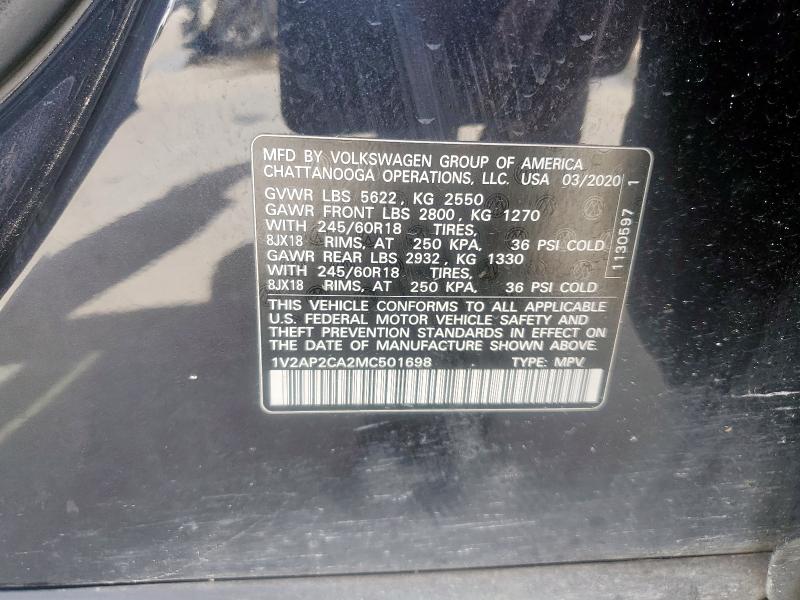 MFD BY VOLKSWAGEN GROUP OF AMERICA
CHATTANOOGA OPERATIONS, LLC. USA 03/2020
GVWR LBS 5622 , KG 2550
GAWR FRONT LBS 2800 , KG 1270
WITH 245/60R18 TIRES,
8JX18 RIMS, AT 250 KPA, 36 PSI COLD
GAWR REAR LBS 2932 , KG 1330
WITH 245/60R18 TIRES,
8JX18 RIMS, AT 250 KPA, 36 PSI COLD
THIS VEHICLE CONFORMS TO ALL APPLICABLE
U.S. FEDERAL MOTOR VEHICLE SAFETY AND
THEFT PREVENTION STANDARDS IN EFFECT ON
THE DATE OF MANUFACTURE SHOWN ABOVE.
1V2AP2CA2MC501698 TYPE: MPV
1130597 1